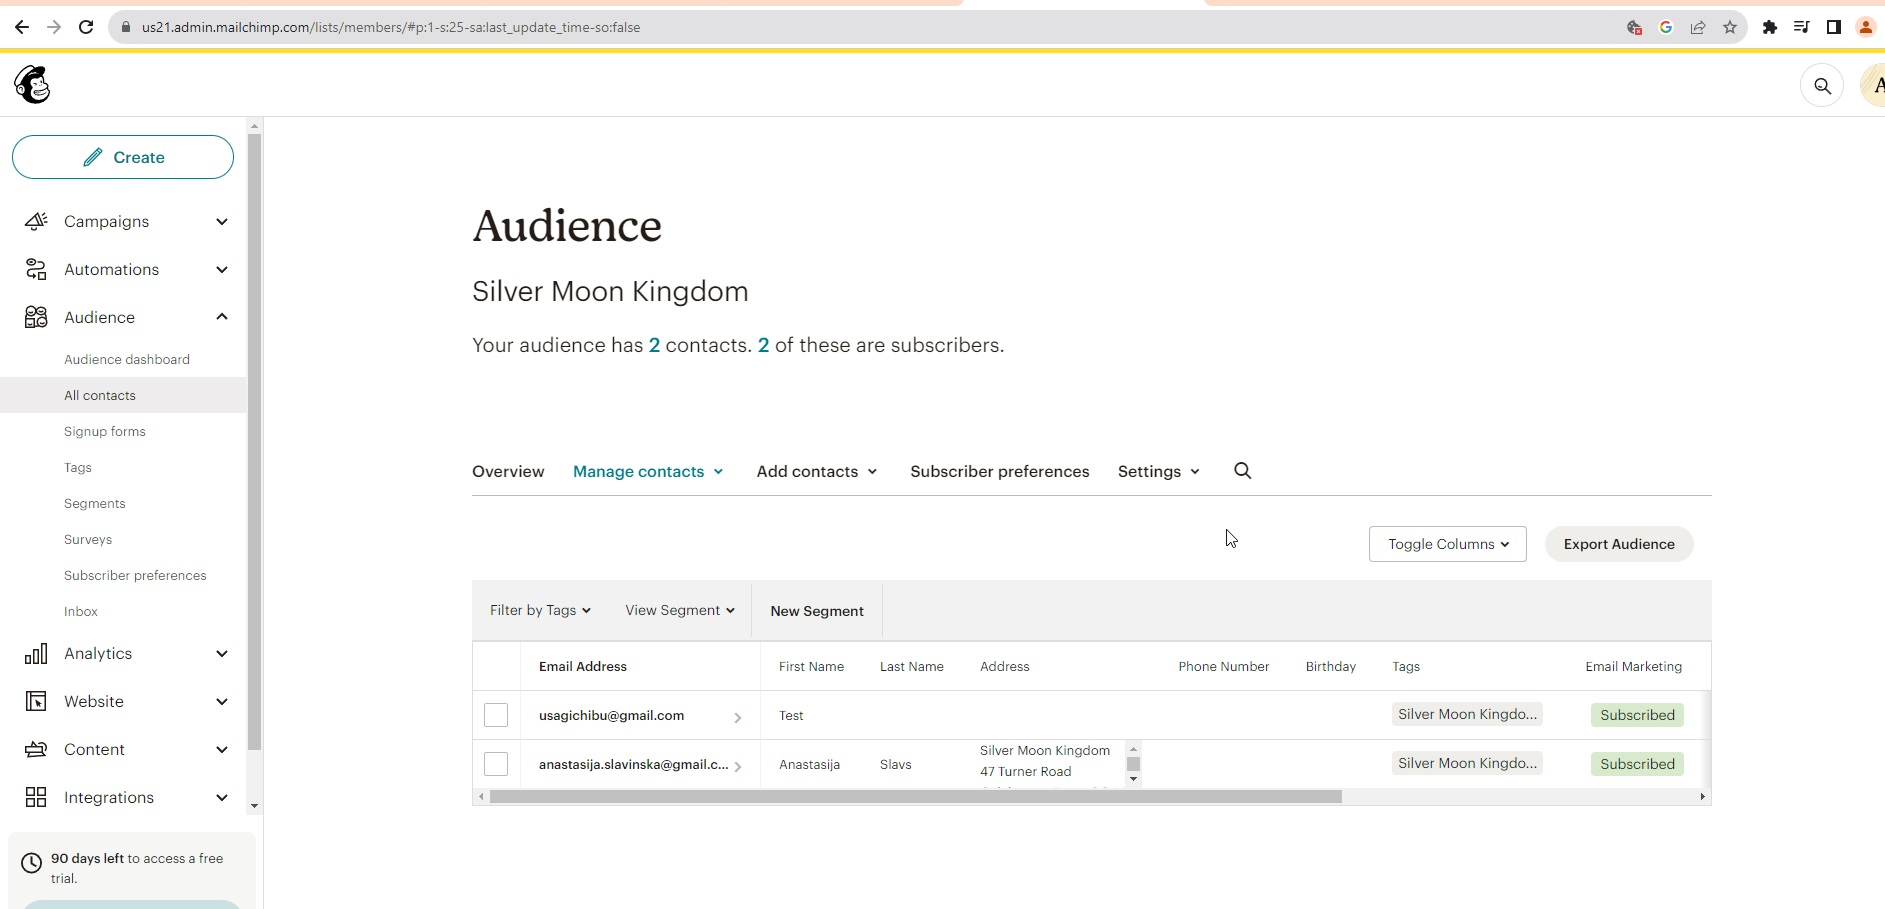 us21.admin.mailchimp.com/lists/members/#p:1-s:25-sa:last_update_time-so:false
A
Create
Campaigns
Automations
Audience
Audience dashboard
All contacts
Signup forms
Tags
Segments
Surveys
Subscriber preferences
Inbox
Analytics
Website
Content
Integrations
90 days left to access a free
trial.
Audience
Silver Moon Kingdom
Your audience has 2 contacts. 2 of these are subscribers.
Overview Manage contacts Add contacts Subscriber preferences Settings
Toggle Columns Export Audience
Filter by Tags View Segment New Segment
Email Address First Name Last Name Address Phone Number Birthday Tags Email Marketing
usagichibu@gmail.com Test Silver Moon Kingdo... Subscribed
anastasija.slavinska@gmail.c... Anastasija Slavs Silver Moon Kingdom Silver Moon Kingdo... Subscribed
47 Turner Road